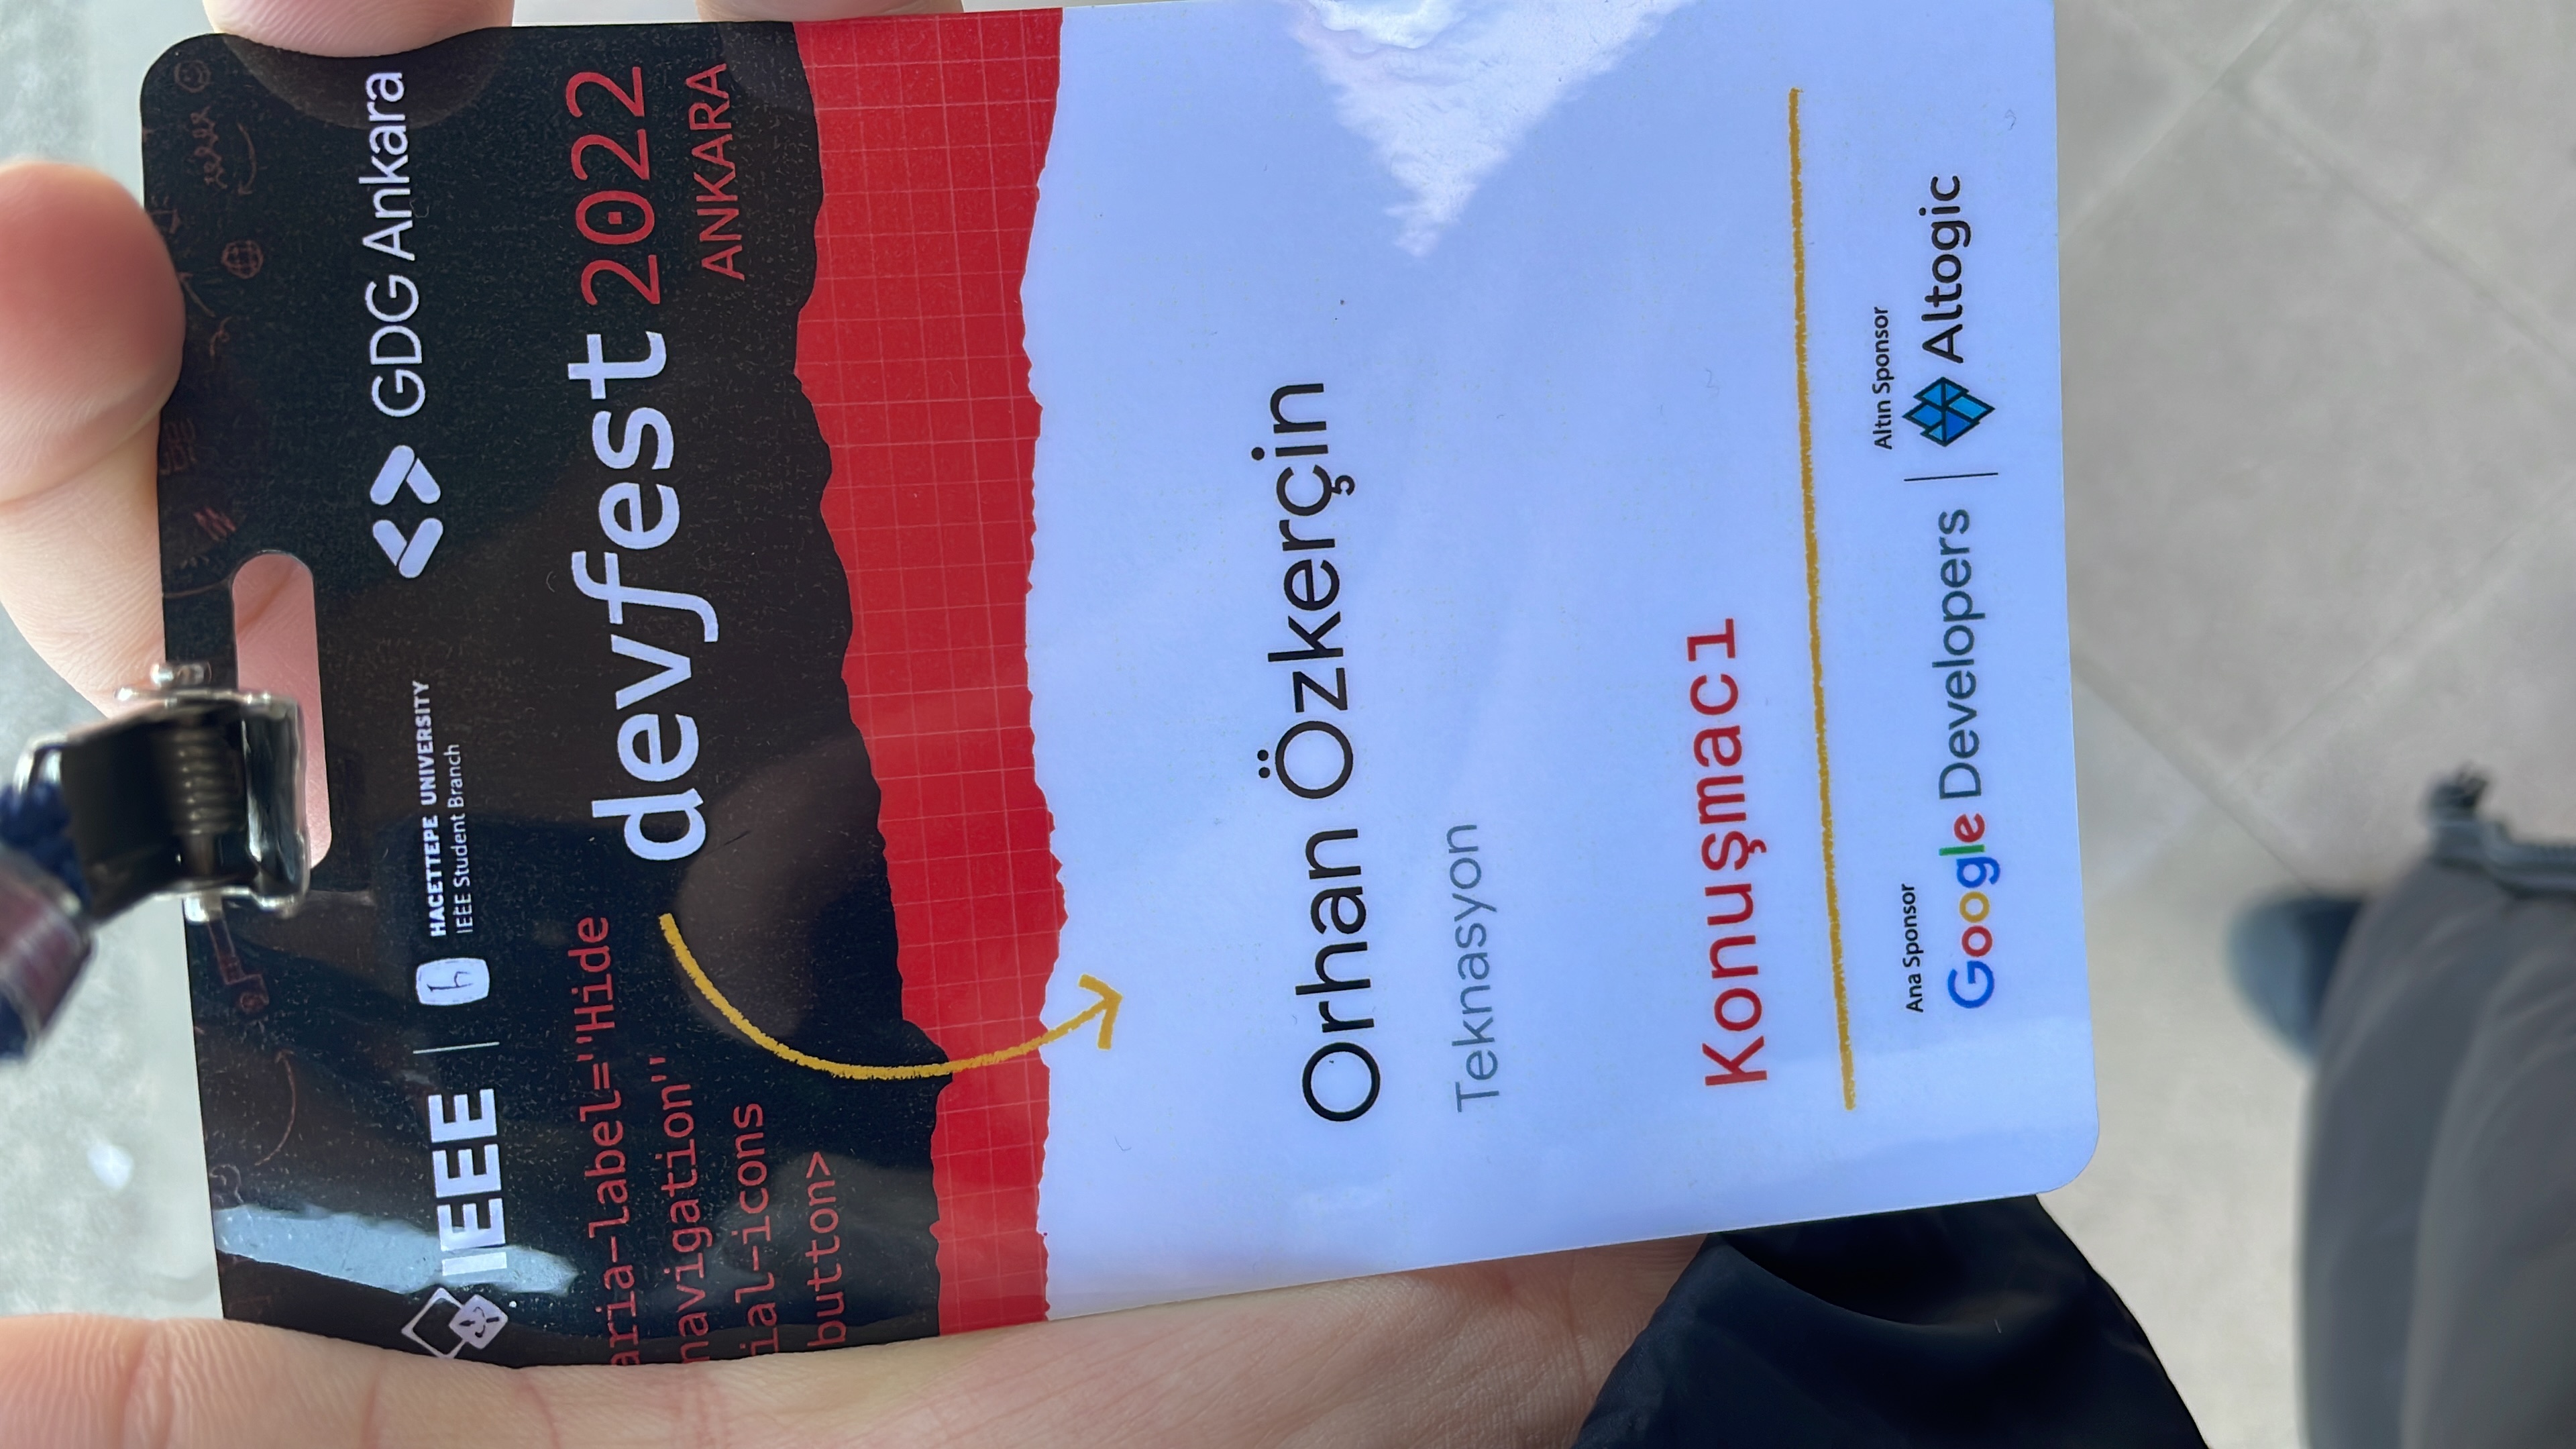 IEEE
HACETTEPE UNIVERSITY
IEEE Student Branch
GDG Ankara
aria-label="Hide
navigation"
ial-icons
button>
devfest 2022
ANKARA
Orhan Özkerçin
Teknasyon
Konuşmacı
Ana Sponsor
Google Developers
Altın Sponsor
Altogic